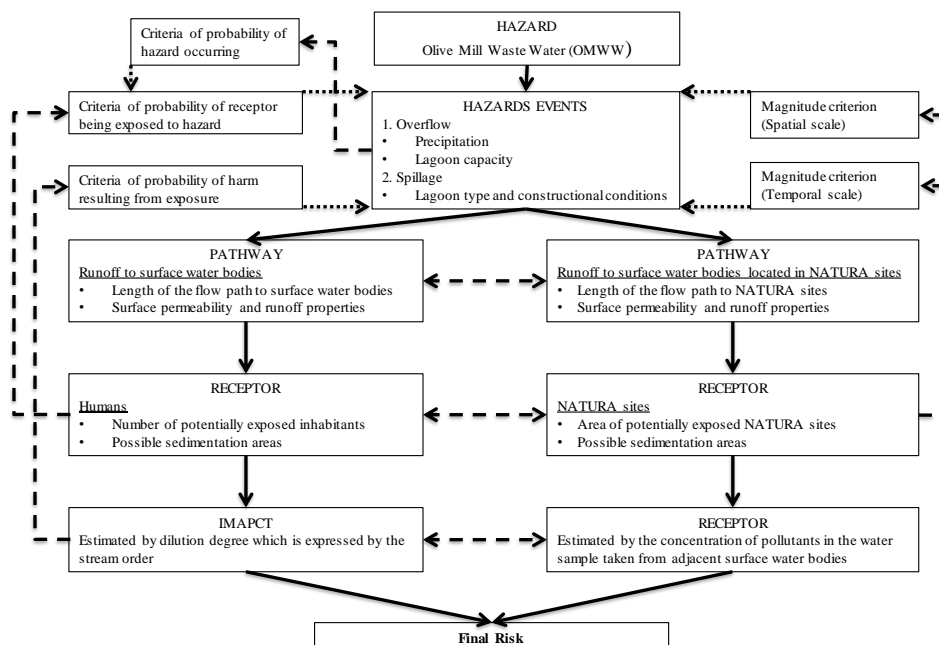 HAZARD
Olive Mill Waste Water (OMWW)
Criteria of probability of
hazard occurring
Criteria of probability of receptor
being exposed to hazard
HAZARDS EVENTS
1. Overflow
• Precipitation
• Lagoon capacity
2. Spillage
• Lagoon type and constructional conditions
Magnitude criterion
(Spatial scale)
Criteria of probability of harm
resulting from exposure
Magnitude criterion
(Temporal scale)
PATHWAY
Runoff to surface water bodies
• Length of the flow path to surface water bodies
• Surface permeability and runoff properties
PATHWAY
Runoff to surface water bodies located in NATURA sites
• Length of the flow path to NATURA sites
• Surface permeability and runoff properties
RECEPTOR
Humans
• Number of potentially exposed inhabitants
• Possible sedimentation areas
RECEPTOR
NATURA sites
• Area of potentially exposed NATURA sites
• Possible sedimentation areas
IMAPCT
Estimated by dilution degree which is expressed by the
stream order
RECEPTOR
Estimated by the concentration of pollutants in the water
sample taken from adjacent surface water bodies
Final Risk